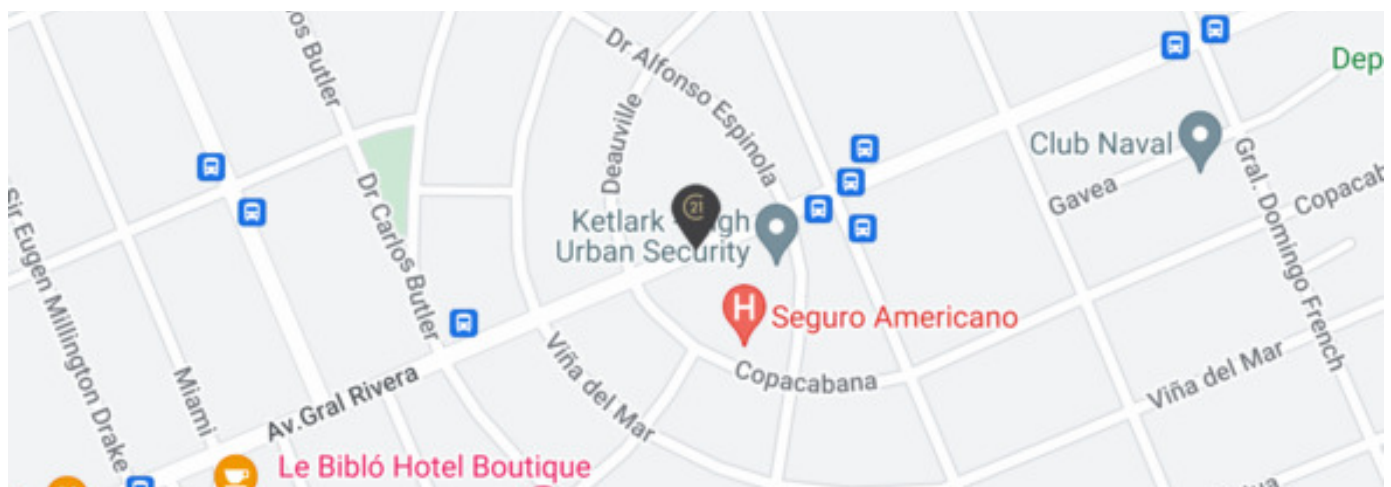 os Butler
Dr Alfonso Espinola
Dep
Deauville
Club Naval
Gral. Domingo French
Gavea
Copacab
Sir Eugen Millington Drake
Dr Carlos Butler
21
Ketlark
gh
Urban Security
H
Seguro Americano
Viña del Mar
Copacabana
Viña del Mar
Miami
Av.Gral Rivera
Le Bibló Hotel Boutique